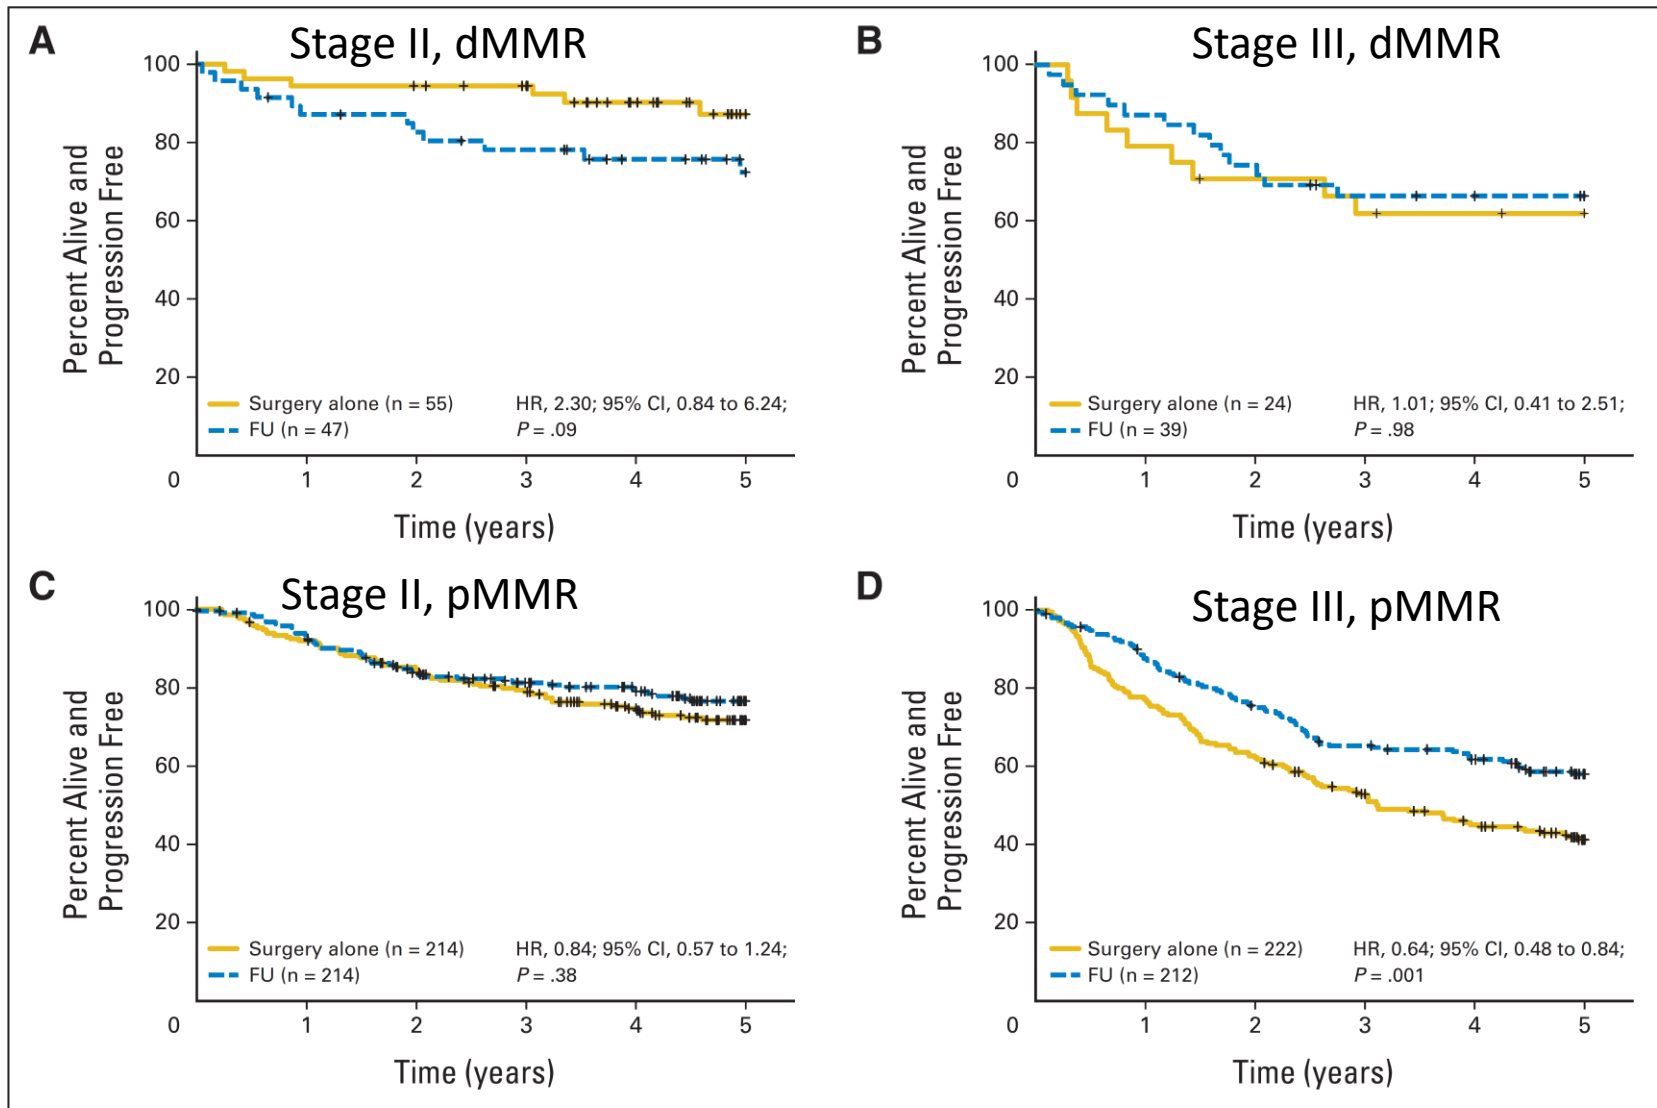 A
Stage II, dMMR
Percent Alive and
Progression Free
100
80
60
40
20
0
Surgery alone (n = 55)
FU (n = 47)
HR, 2.30; 95% CI, 0.84 to 6.24;
P = .09
1 2 3 4 5
Time (years)
B
Stage III, dMMR
Percent Alive and
Progression Free
100
80
60
40
20
0
Surgery alone (n = 24)
FU (n = 39)
HR, 1.01; 95% CI, 0.41 to 2.51;
P = .98
1 2 3 4 5
Time (years)
C
Stage II, pMMR
Percent Alive and
Progression Free
100
80
60
40
20
0
Surgery alone (n = 214)
FU (n = 214)
HR, 0.84; 95% CI, 0.57 to 1.24;
P = .38
1 2 3 4 5
Time (years)
D
Stage III, pMMR
Percent Alive and
Progression Free
100
80
60
40
20
0
Surgery alone (n = 222)
FU (n = 212)
HR, 0.64; 95% CI, 0.48 to 0.84;
P = .001
1 2 3 4 5
Time (years)